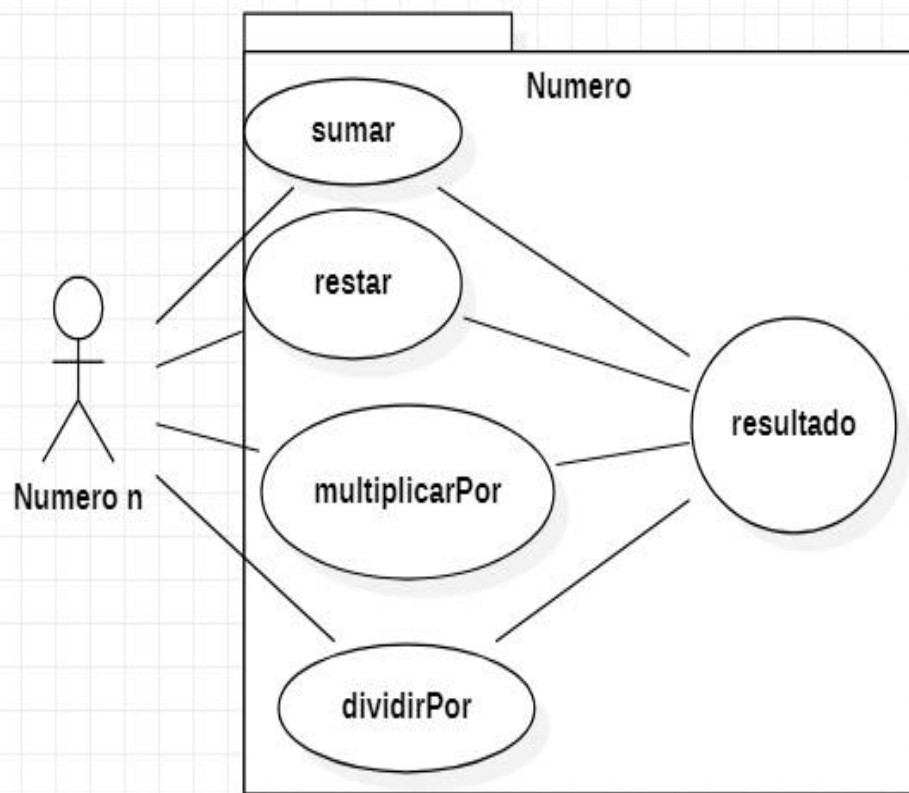 Numero
sumar
restar
resultado
multiplicarPor
Numero n
dividirPor